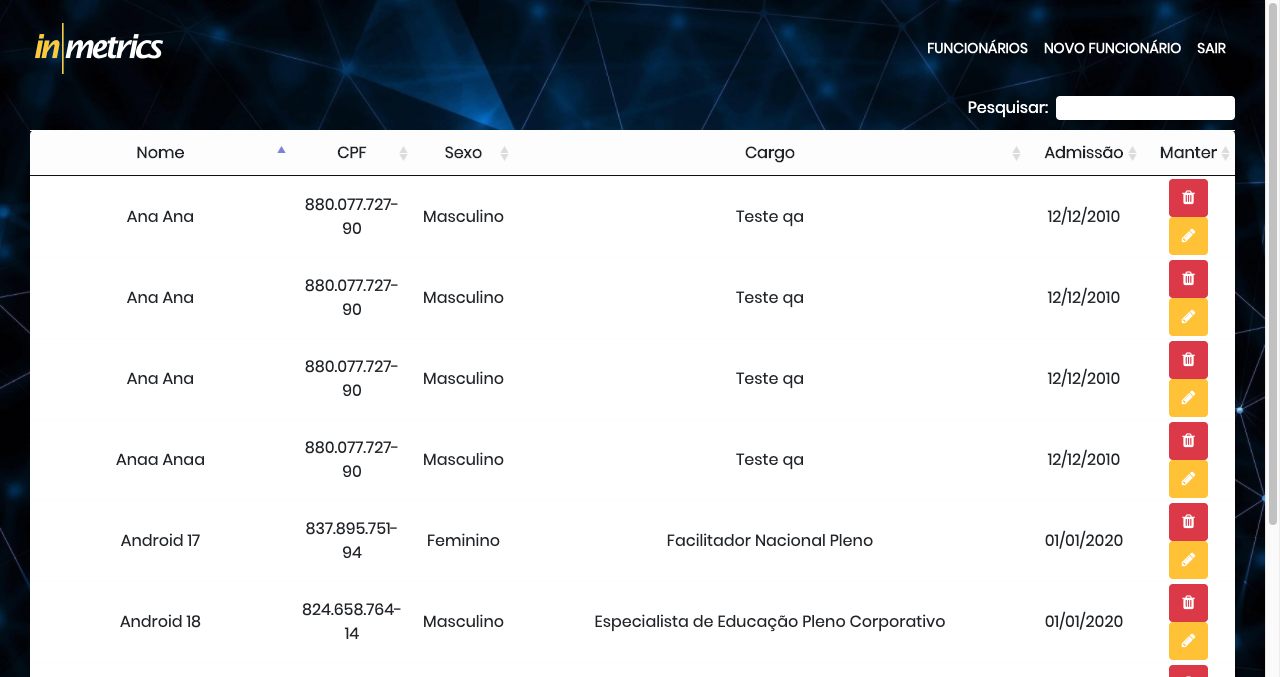 in|metrics
FUNCIONÁRIOS NOVO FUNCIONÁRIO SAIR
Pesquisar:
Nome CPF Sexo Cargo Admissão Manter
Ana Ana 880.077.727-
90 Masculino Teste qa 12/12/2010
Ana Ana 880.077.727-
90 Masculino Teste qa 12/12/2010
Ana Ana 880.077.727-
90 Masculino Teste qa 12/12/2010
Anaa Anaa 880.077.727-
90 Masculino Teste qa 12/12/2010
Android 17 837.895.751-
94 Feminino Facilitador Nacional Pleno 01/01/2020
Android 18 824.658.764-
14 Masculino Especialista de Educação Pleno Corporativo 01/01/2020